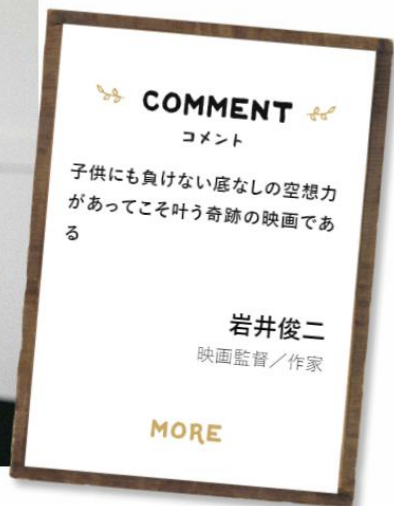 COMMENT
コメント
子供にも負けない底なしの空想力
があってこそ叶う奇跡の映画であ
る
岩井俊二
映画監督／作家
MORE